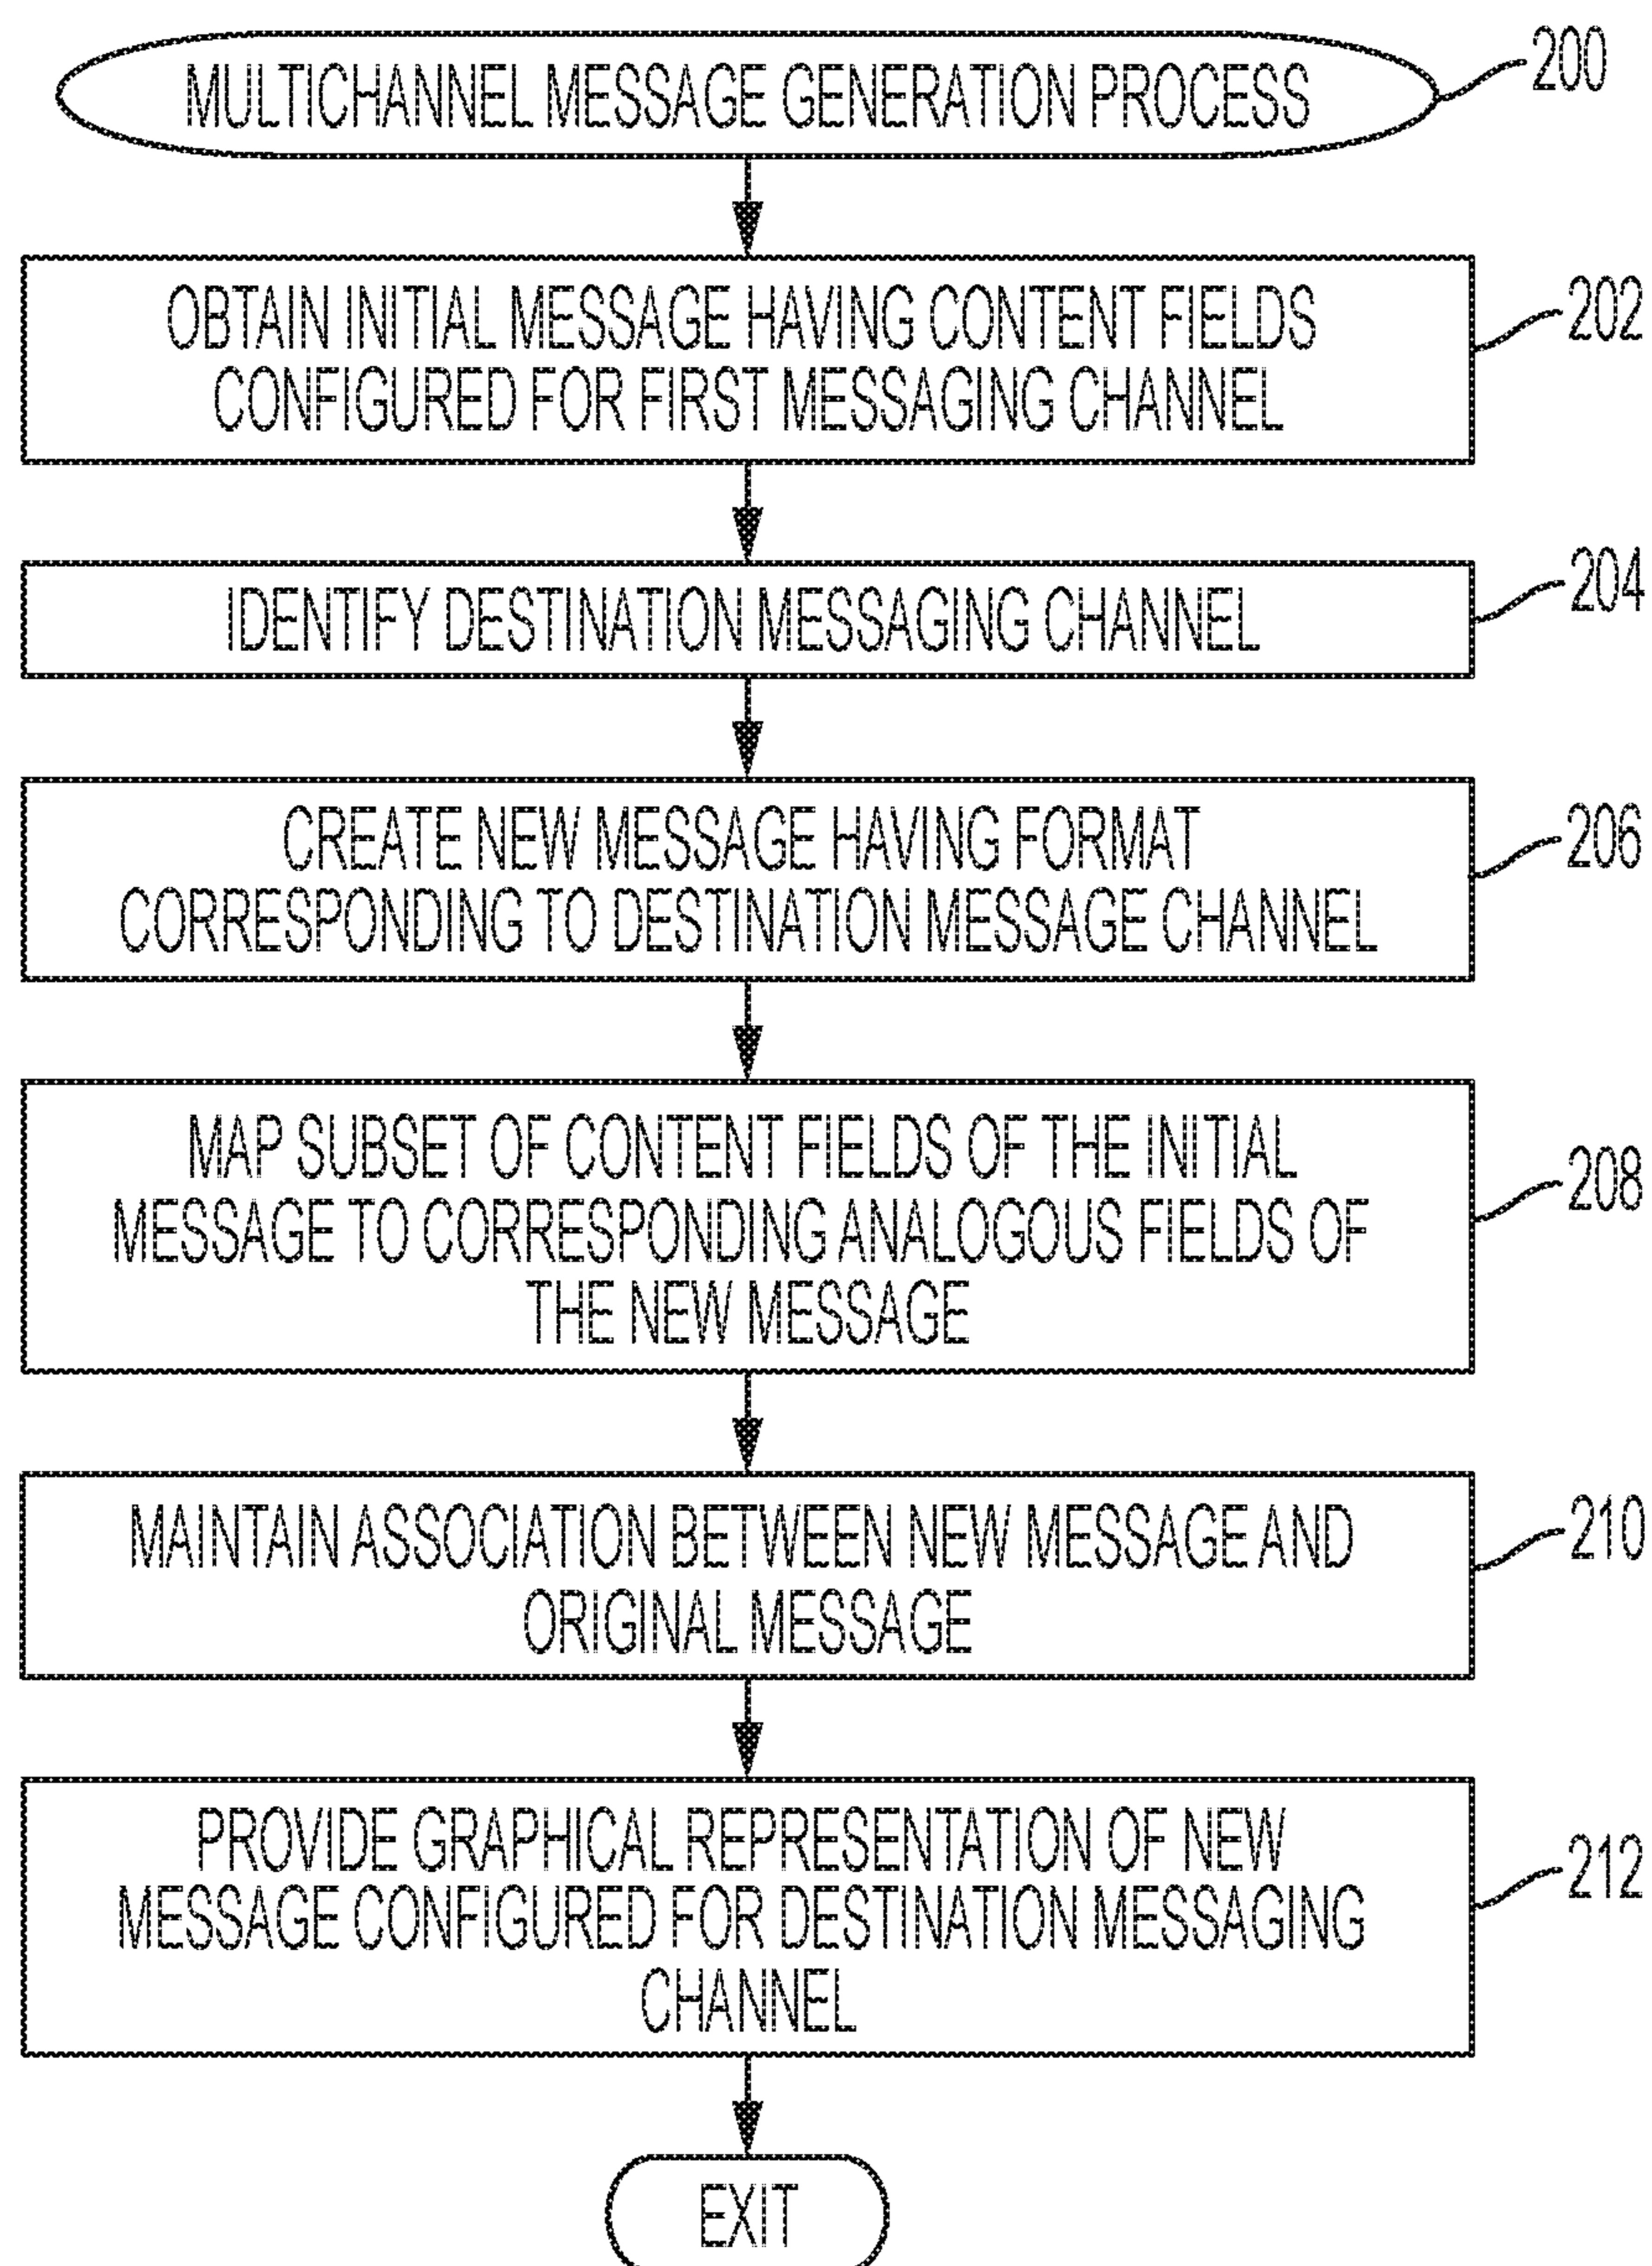 MULTICHANNEL MESSAGE GENERATION PROCESS
200
OBTAIN INITIAL MESSAGE HAVING CONTENT FIELDS
CONFIGURED FOR FIRST MESSAGING CHANNEL
202
IDENTIFY DESTINATION MESSAGING CHANNEL
204
CREATE NEW MESSAGE HAVING FORMAT
CORRESPONDING TO DESTINATION MESSAGE CHANNEL
206
MAP SUBSET OF CONTENT FIELDS OF THE INITIAL
MESSAGE TO CORRESPONDING ANALOGOUS FIELDS OF
THE NEW MESSAGE
208
MAINTAIN ASSOCIATION BETWEEN NEW MESSAGE AND
ORIGINAL MESSAGE
210
PROVIDE GRAPHICAL REPRESENTATION OF NEW
MESSAGE CONFIGURED FOR DESTINATION MESSAGING
CHANNEL
212
EXIT